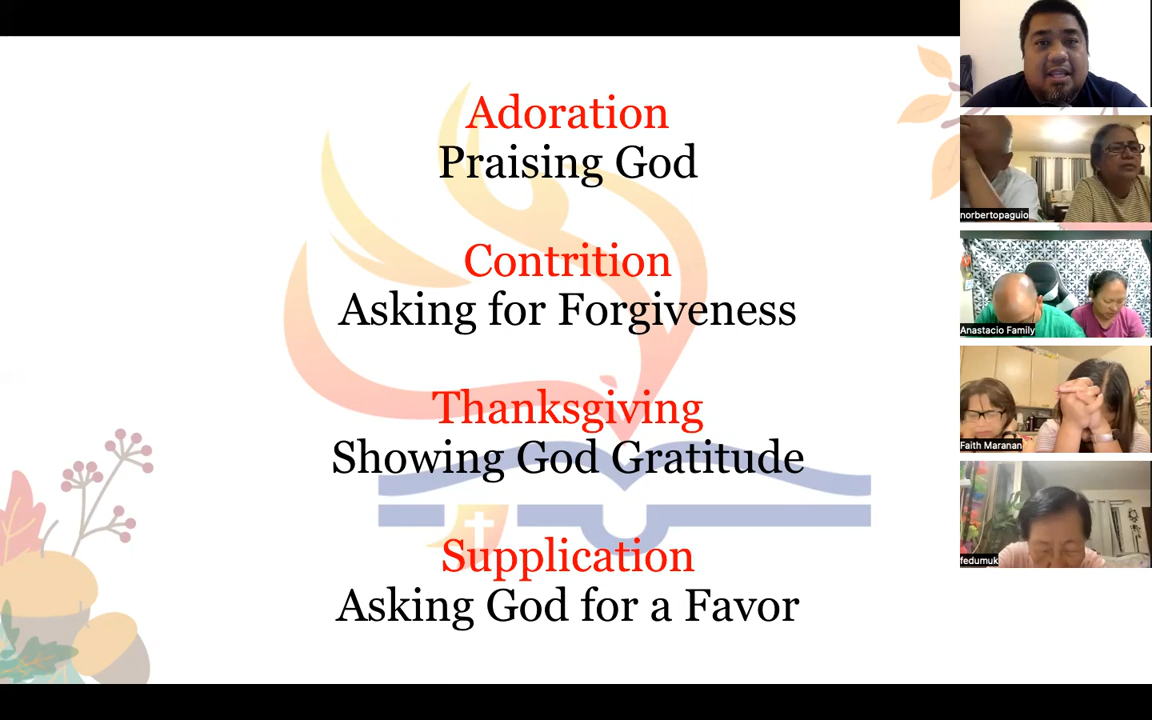 Adoration
Praising God
Contrition
Asking for Forgiveness
Thanksgiving
Showing God Gratitude
Supplication
Asking God for a Favor
norbertopaguio
Anastacio Family
Faith Maranan
fedumuk